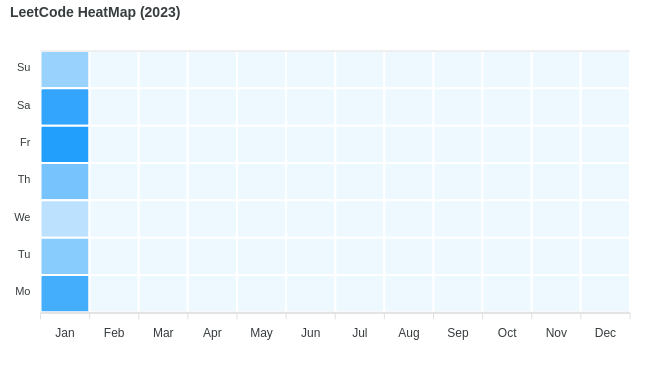 LeetCode HeatMap (2023)
Su
Sa
Fr
Th
We
Tu
Mo
Jan Feb Mar Apr May Jun Jul Aug Sep Oct Nov Dec